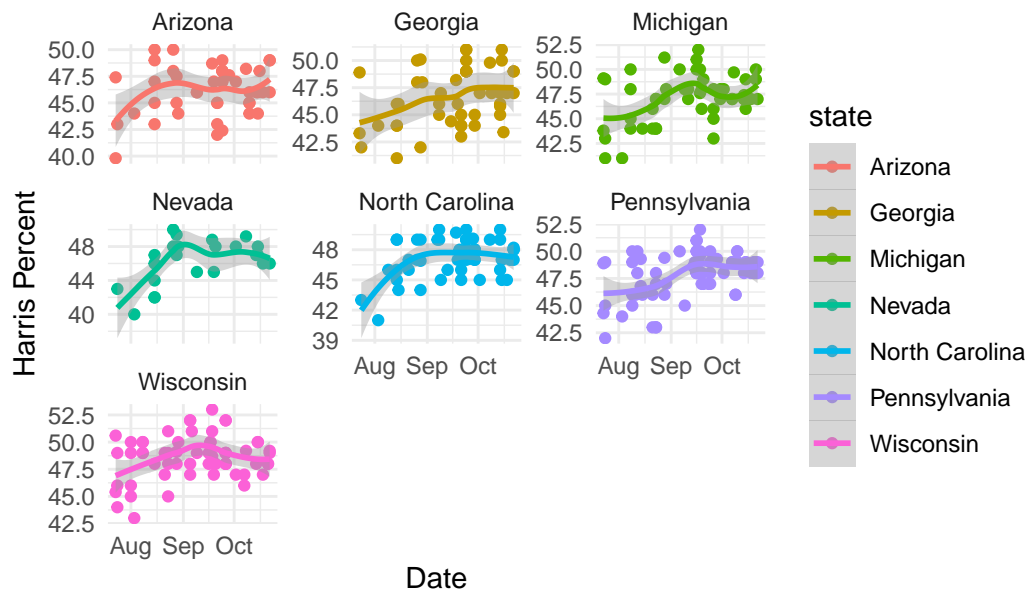 Arizona
Georgia
Michigan
50.0
47.5
45.0
42.5
40.0
50.0
47.5
45.0
42.5
52.5
50.0
47.5
45.0
42.5
Nevada
North Carolina
Pennsylvania
48
44
40
48
45
42
39
52.5
50.0
47.5
45.0
42.5
Aug Sep Oct
Aug Sep Oct
Wisconsin
52.5
50.0
47.5
45.0
42.5
Aug Sep Oct
Harris Percent
Date
state
Arizona
Georgia
Michigan
Nevada
North Carolina
Pennsylvania
Wisconsin